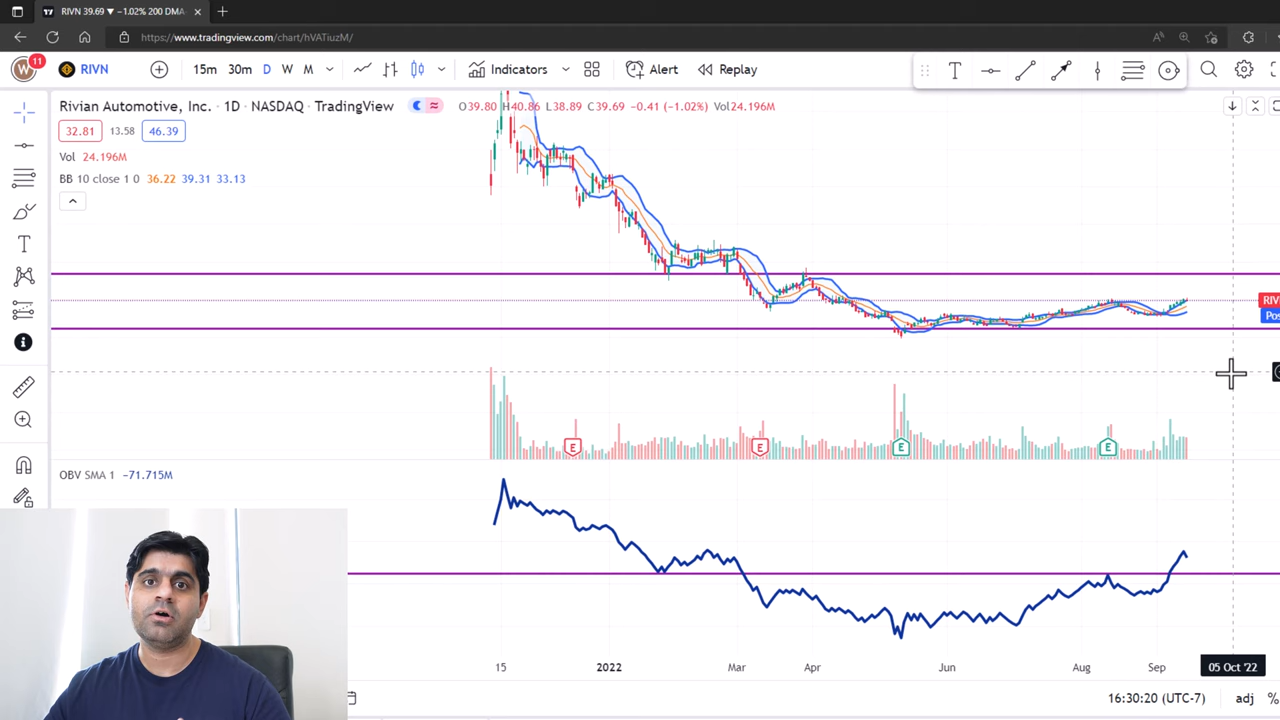 RIVN 39.69 ▼ −1.02% 200 DMA
https://www.tradingview.com/chart/hVATiuzM/
W 11 RIVN 15m 30m D W M Indicators Alert Replay
Rivian Automotive, Inc. · 1D · NASDAQ · TradingView O39.80 H40.86 L38.89 C39.69 −0.41 (−1.02%) Vol24.196M
32.81 13.58 46.39
Vol 24.196M
BB 10 close 1 0 36.22 39.31 33.13
RIV
Pos
E E E E
OBV SMA 1 −71.715M
15 2022 Mar Apr Jun Aug Sep 05 Oct '22
16:30:20 (UTC-7) adj %